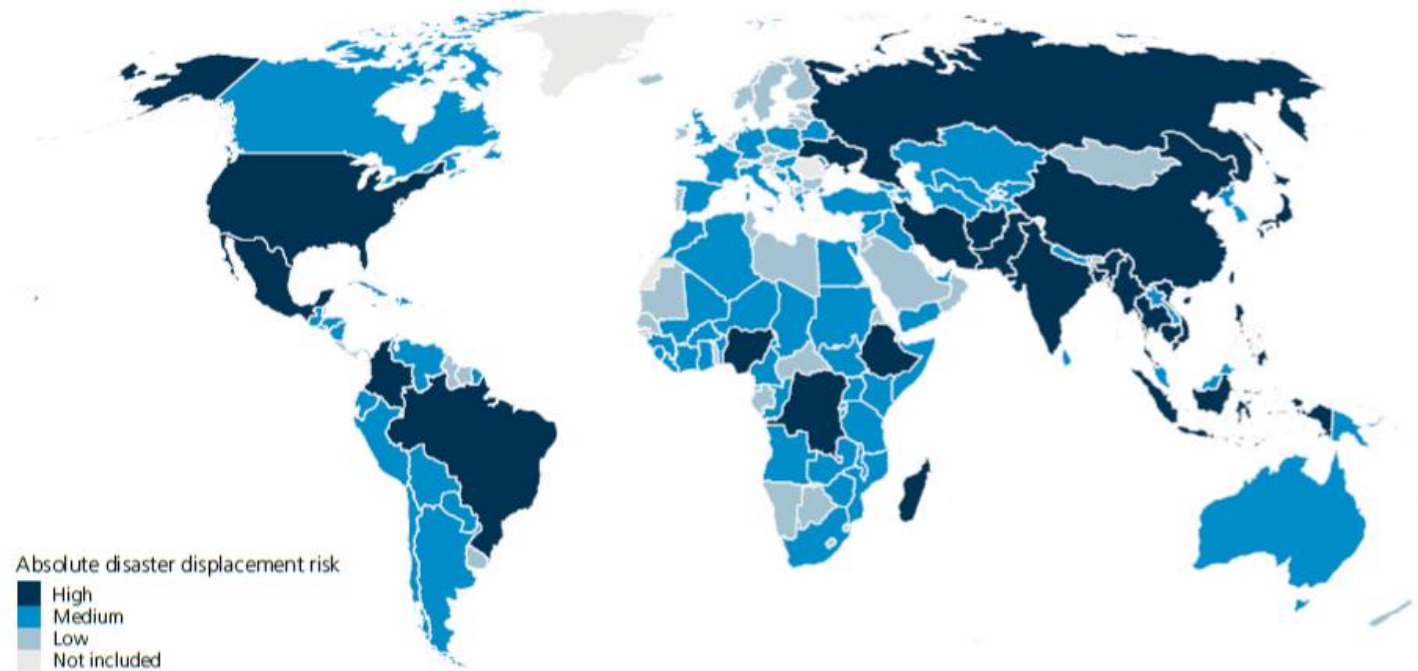 Absolute disaster displacement risk
High
Medium
Low
Not included